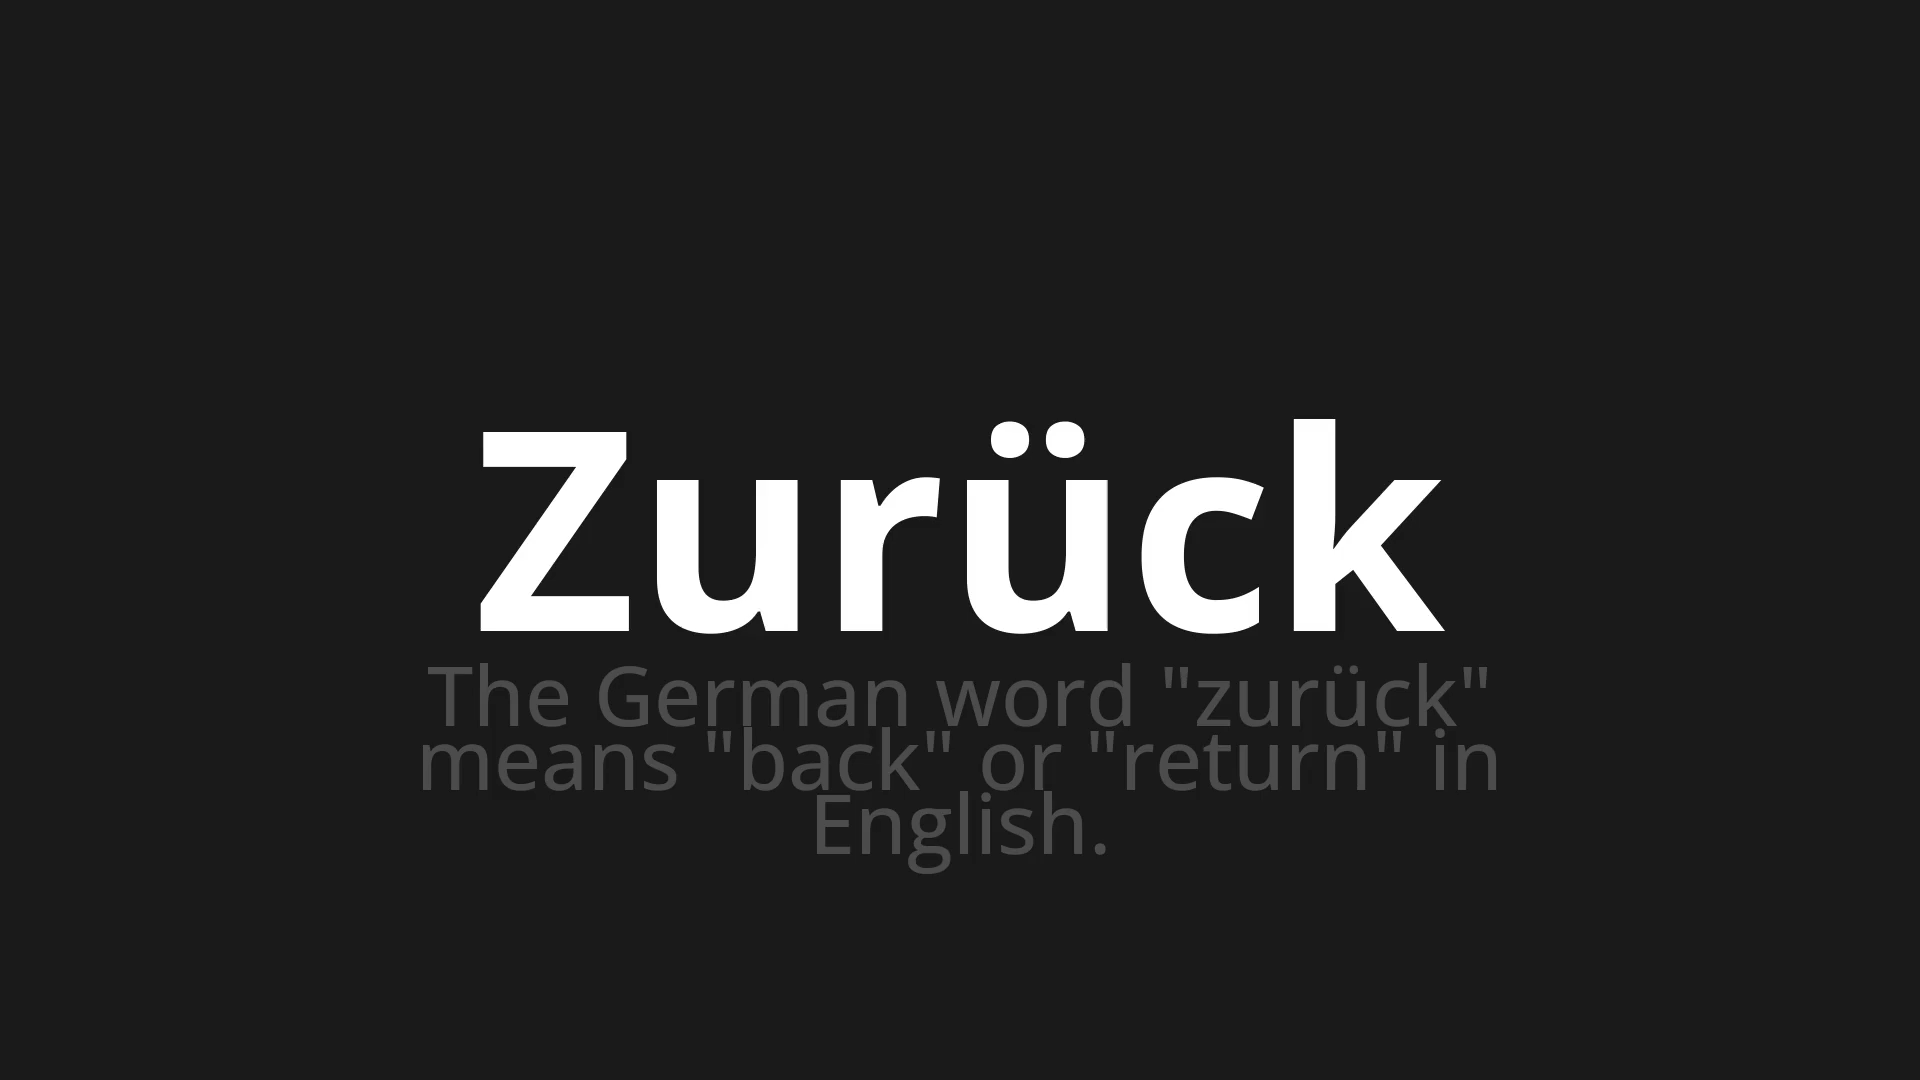 Zurück
The German word "zurück"
means "back" or "return" in
English.